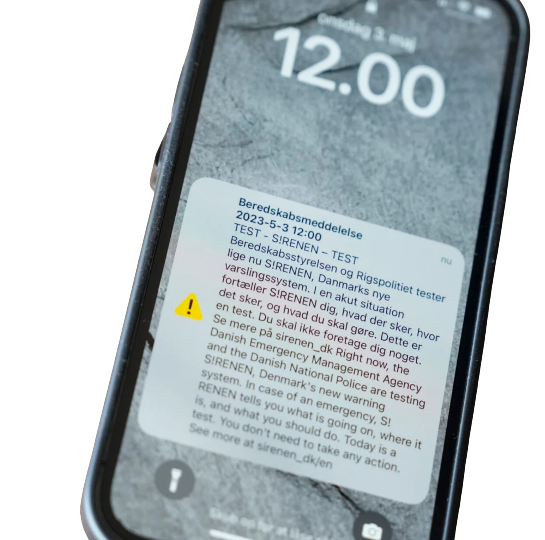 onsdag 3. maj
12.00
Beredskabsmeddelelse
nu
2023-5-3 12:00
TEST - S!RENEN – TEST
Beredskabsstyrelsen og Rigspolitiet tester
lige nu S!RENEN, Danmarks nye
varslingssystem. I en akut situation
fortæller S!RENEN dig, hvad der sker, hvor
det sker, og hvad du skal gøre. Dette er
en test. Du skal ikke foretage dig noget.
Se mere på sirenen_dk Right now, the
Danish Emergency Management Agency
and the Danish National Police are testing
S!RENEN, Denmark's new warning
system. In case of an emergency, S!
RENEN tells you what is going on, where it
is, and what you should do. Today is a
test. You don't need to take any action.
See more at sirenen_dk/en